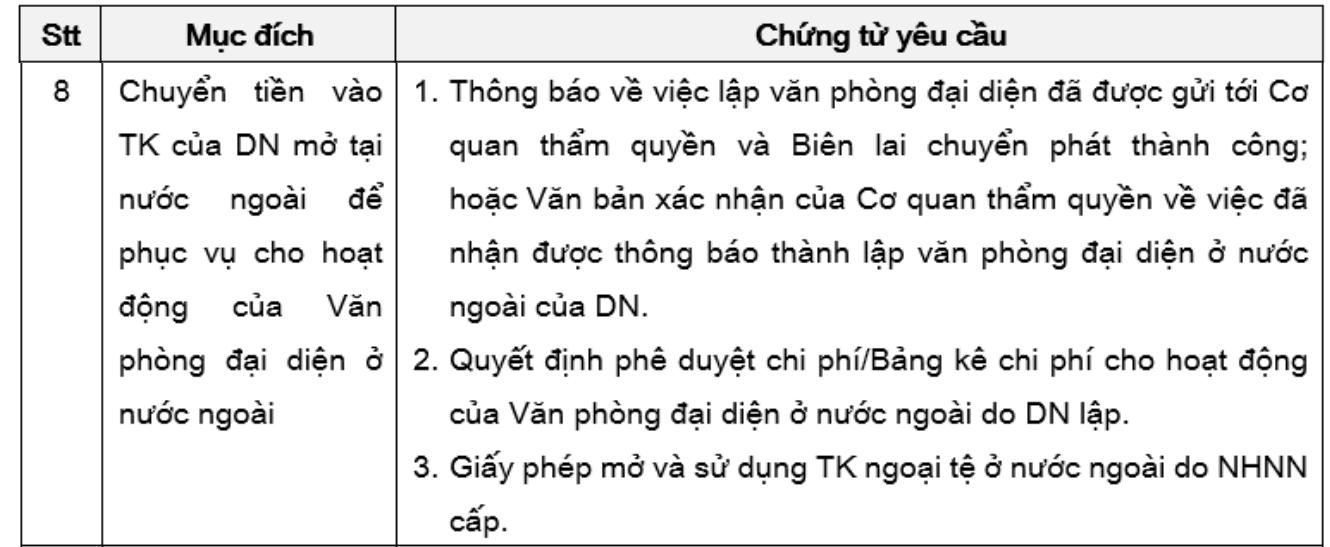 Stt Mục đích Chứng từ yêu cầu
8
Chuyển tiền vào
TK của DN mở tại
nước ngoài để
phục vụ cho hoạt
động của Văn
phòng đại diện ở
nước ngoài
1. Thông báo về việc lập văn phòng đại diện đã được gửi tới Cơ
quan thẩm quyền và Biên lai chuyển phát thành công;
hoặc Văn bản xác nhận của Cơ quan thẩm quyền về việc đã
nhận được thông báo thành lập văn phòng đại diện ở nước
ngoài của DN.
2. Quyết định phê duyệt chi phí/Bảng kê chi phí cho hoạt động
của Văn phòng đại diện ở nước ngoài do DN lập.
3. Giấy phép mở và sử dụng TK ngoại tệ ở nước ngoài do NHNN
cấp.